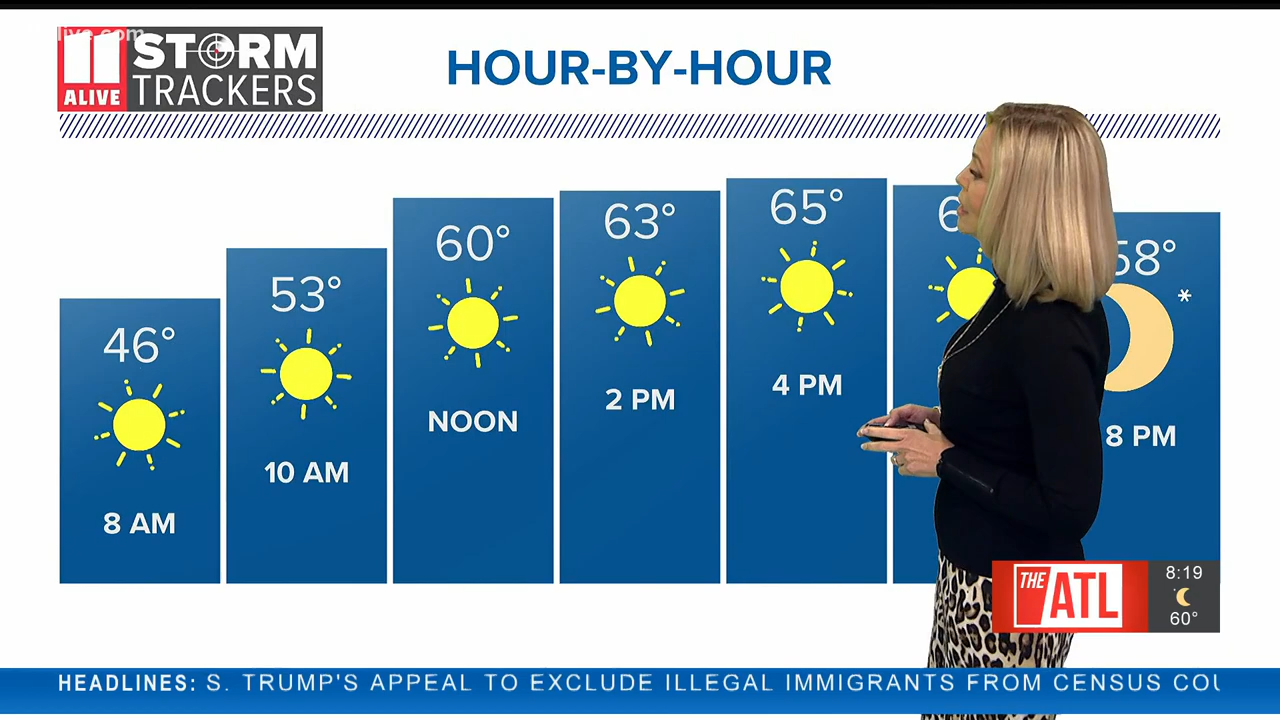 11alive.com
11 ALIVE
STORM
TRACKERS
HOUR-BY-HOUR
46°
8 AM
53°
10 AM
60°
NOON
63°
2 PM
65°
4 PM
58°
8 PM
THE
ATL
8:19
60°
HEADLINES: S. TRUMP'S APPEAL TO EXCLUDE ILLEGAL IMMIGRANTS FROM CENSUS